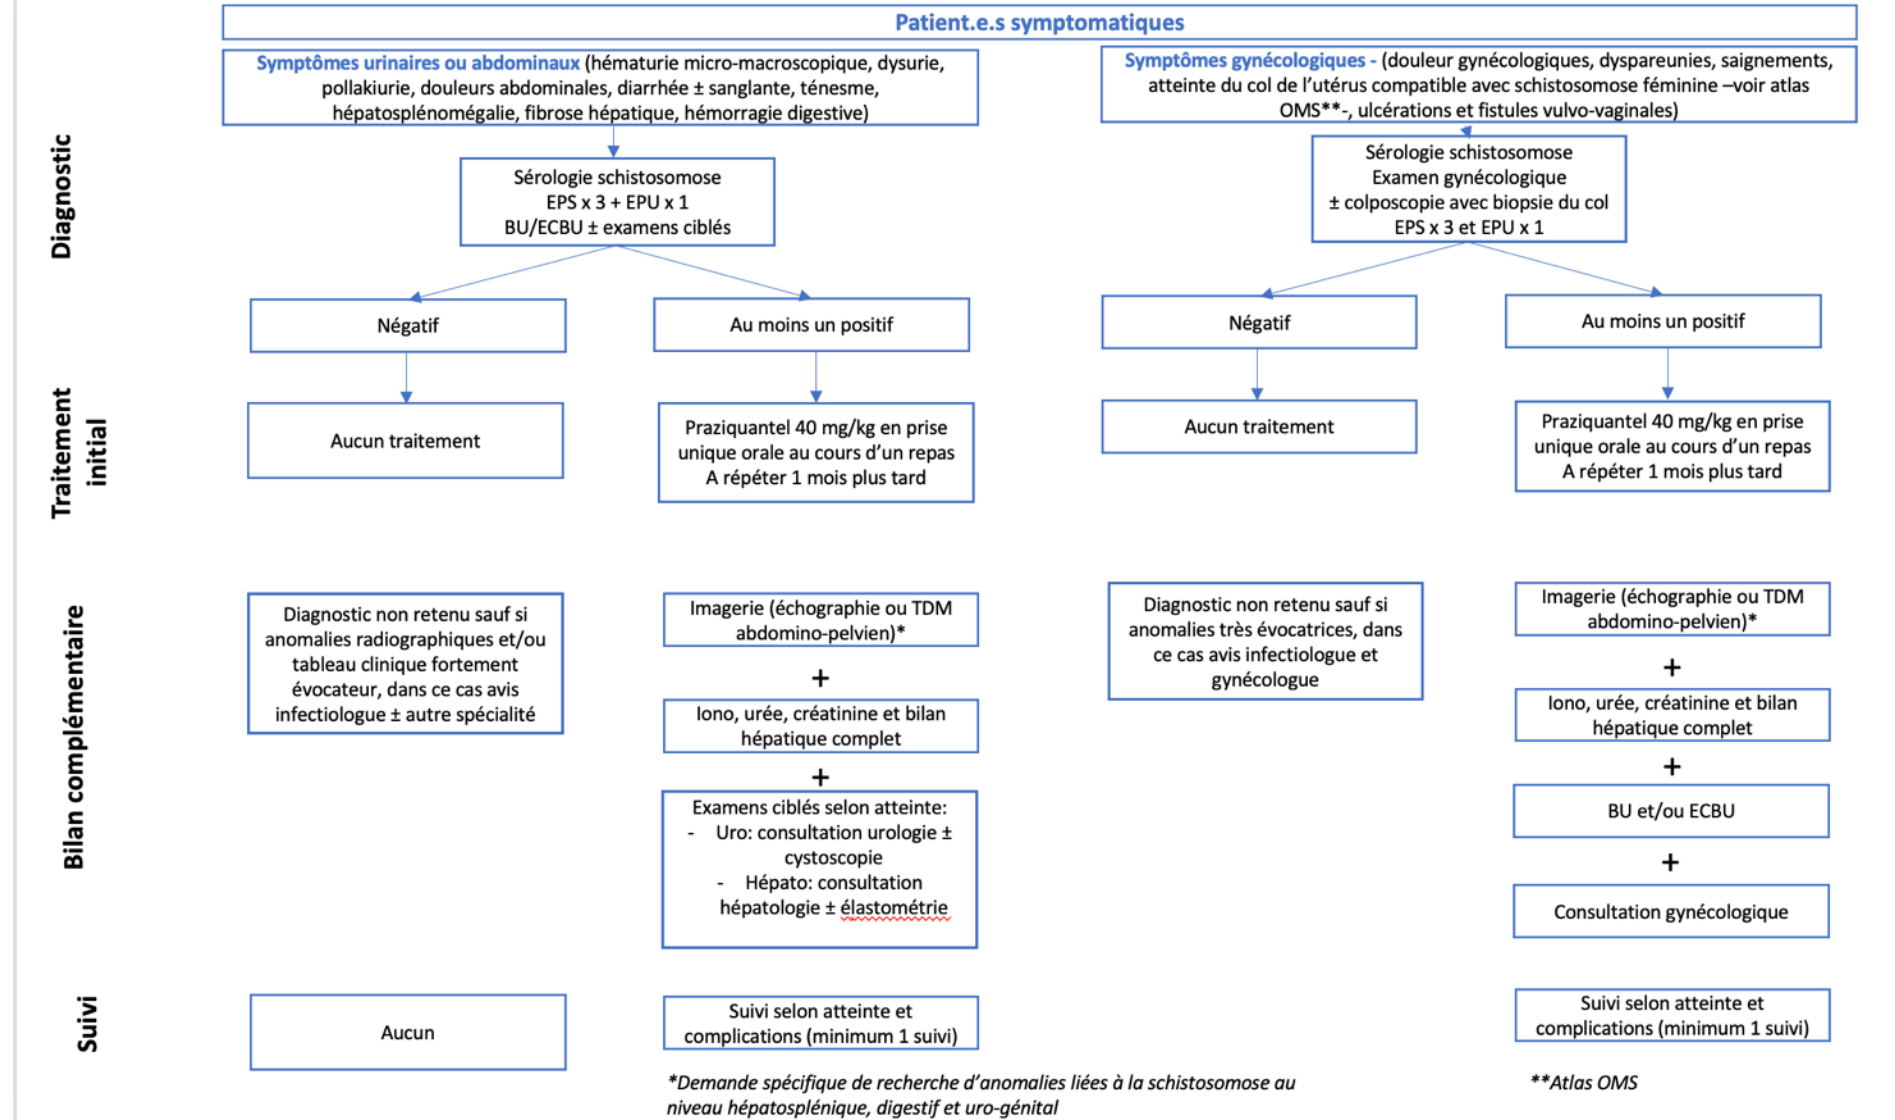 Patient.e.s symptomatiques
Diagnostic
Symptômes urinaires ou abdominaux (hématurie micro-macroscopique, dysurie,
pollakiurie, douleurs abdominales, diarrhée ± sanglante, ténesme,
hépatosplénomégalie, fibrose hépatique, hémorragie digestive)
Sérologie schistosomose
EPS x 3 + EPU x 1
BU/ECBU ± examens ciblés
Négatif
Au moins un positif
Symptômes gynécologiques - (douleur gynécologiques, dyspareunies, saignements,
atteinte du col de l'utérus compatible avec schistosomose féminine –voir atlas
OMS**-, ulcérations et fistules vulvo-vaginales)
Sérologie schistosomose
Examen gynécologique
± colposcopie avec biopsie du col
EPS x 3 et EPU x 1
Négatif
Au moins un positif
Traitement
initial
Aucun traitement
Praziquantel 40 mg/kg en prise
unique orale au cours d'un repas
A répéter 1 mois plus tard
Aucun traitement
Praziquantel 40 mg/kg en prise
unique orale au cours d'un repas
A répéter 1 mois plus tard
Bilan complémentaire
Diagnostic non retenu sauf si
anomalies radiographiques et/ou
tableau clinique fortement
évocateur, dans ce cas avis
infectiologue ± autre spécialité
Imagerie (échographie ou TDM
abdomino-pelvien)*
+
Iono, urée, créatinine et bilan
hépatique complet
+
Examens ciblés selon atteinte:
- Uro: consultation urologie ±
cystoscopie
- Hépato: consultation
hépatologie ± élastométrie
Diagnostic non retenu sauf si
anomalies très évocatrices, dans
ce cas avis infectiologue et
gynécologue
Imagerie (échographie ou TDM
abdomino-pelvien)*
+
Iono, urée, créatinine et bilan
hépatique complet
+
BU et/ou ECBU
+
Consultation gynécologique
Suivi
Aucun
Suivi selon atteinte et
complications (minimum 1 suivi)
Suivi selon atteinte et
complications (minimum 1 suivi)
*Demande spécifique de recherche d'anomalies liées à la schistosomose au
niveau hépatosplénique, digestif et uro-génital
**Atlas OMS